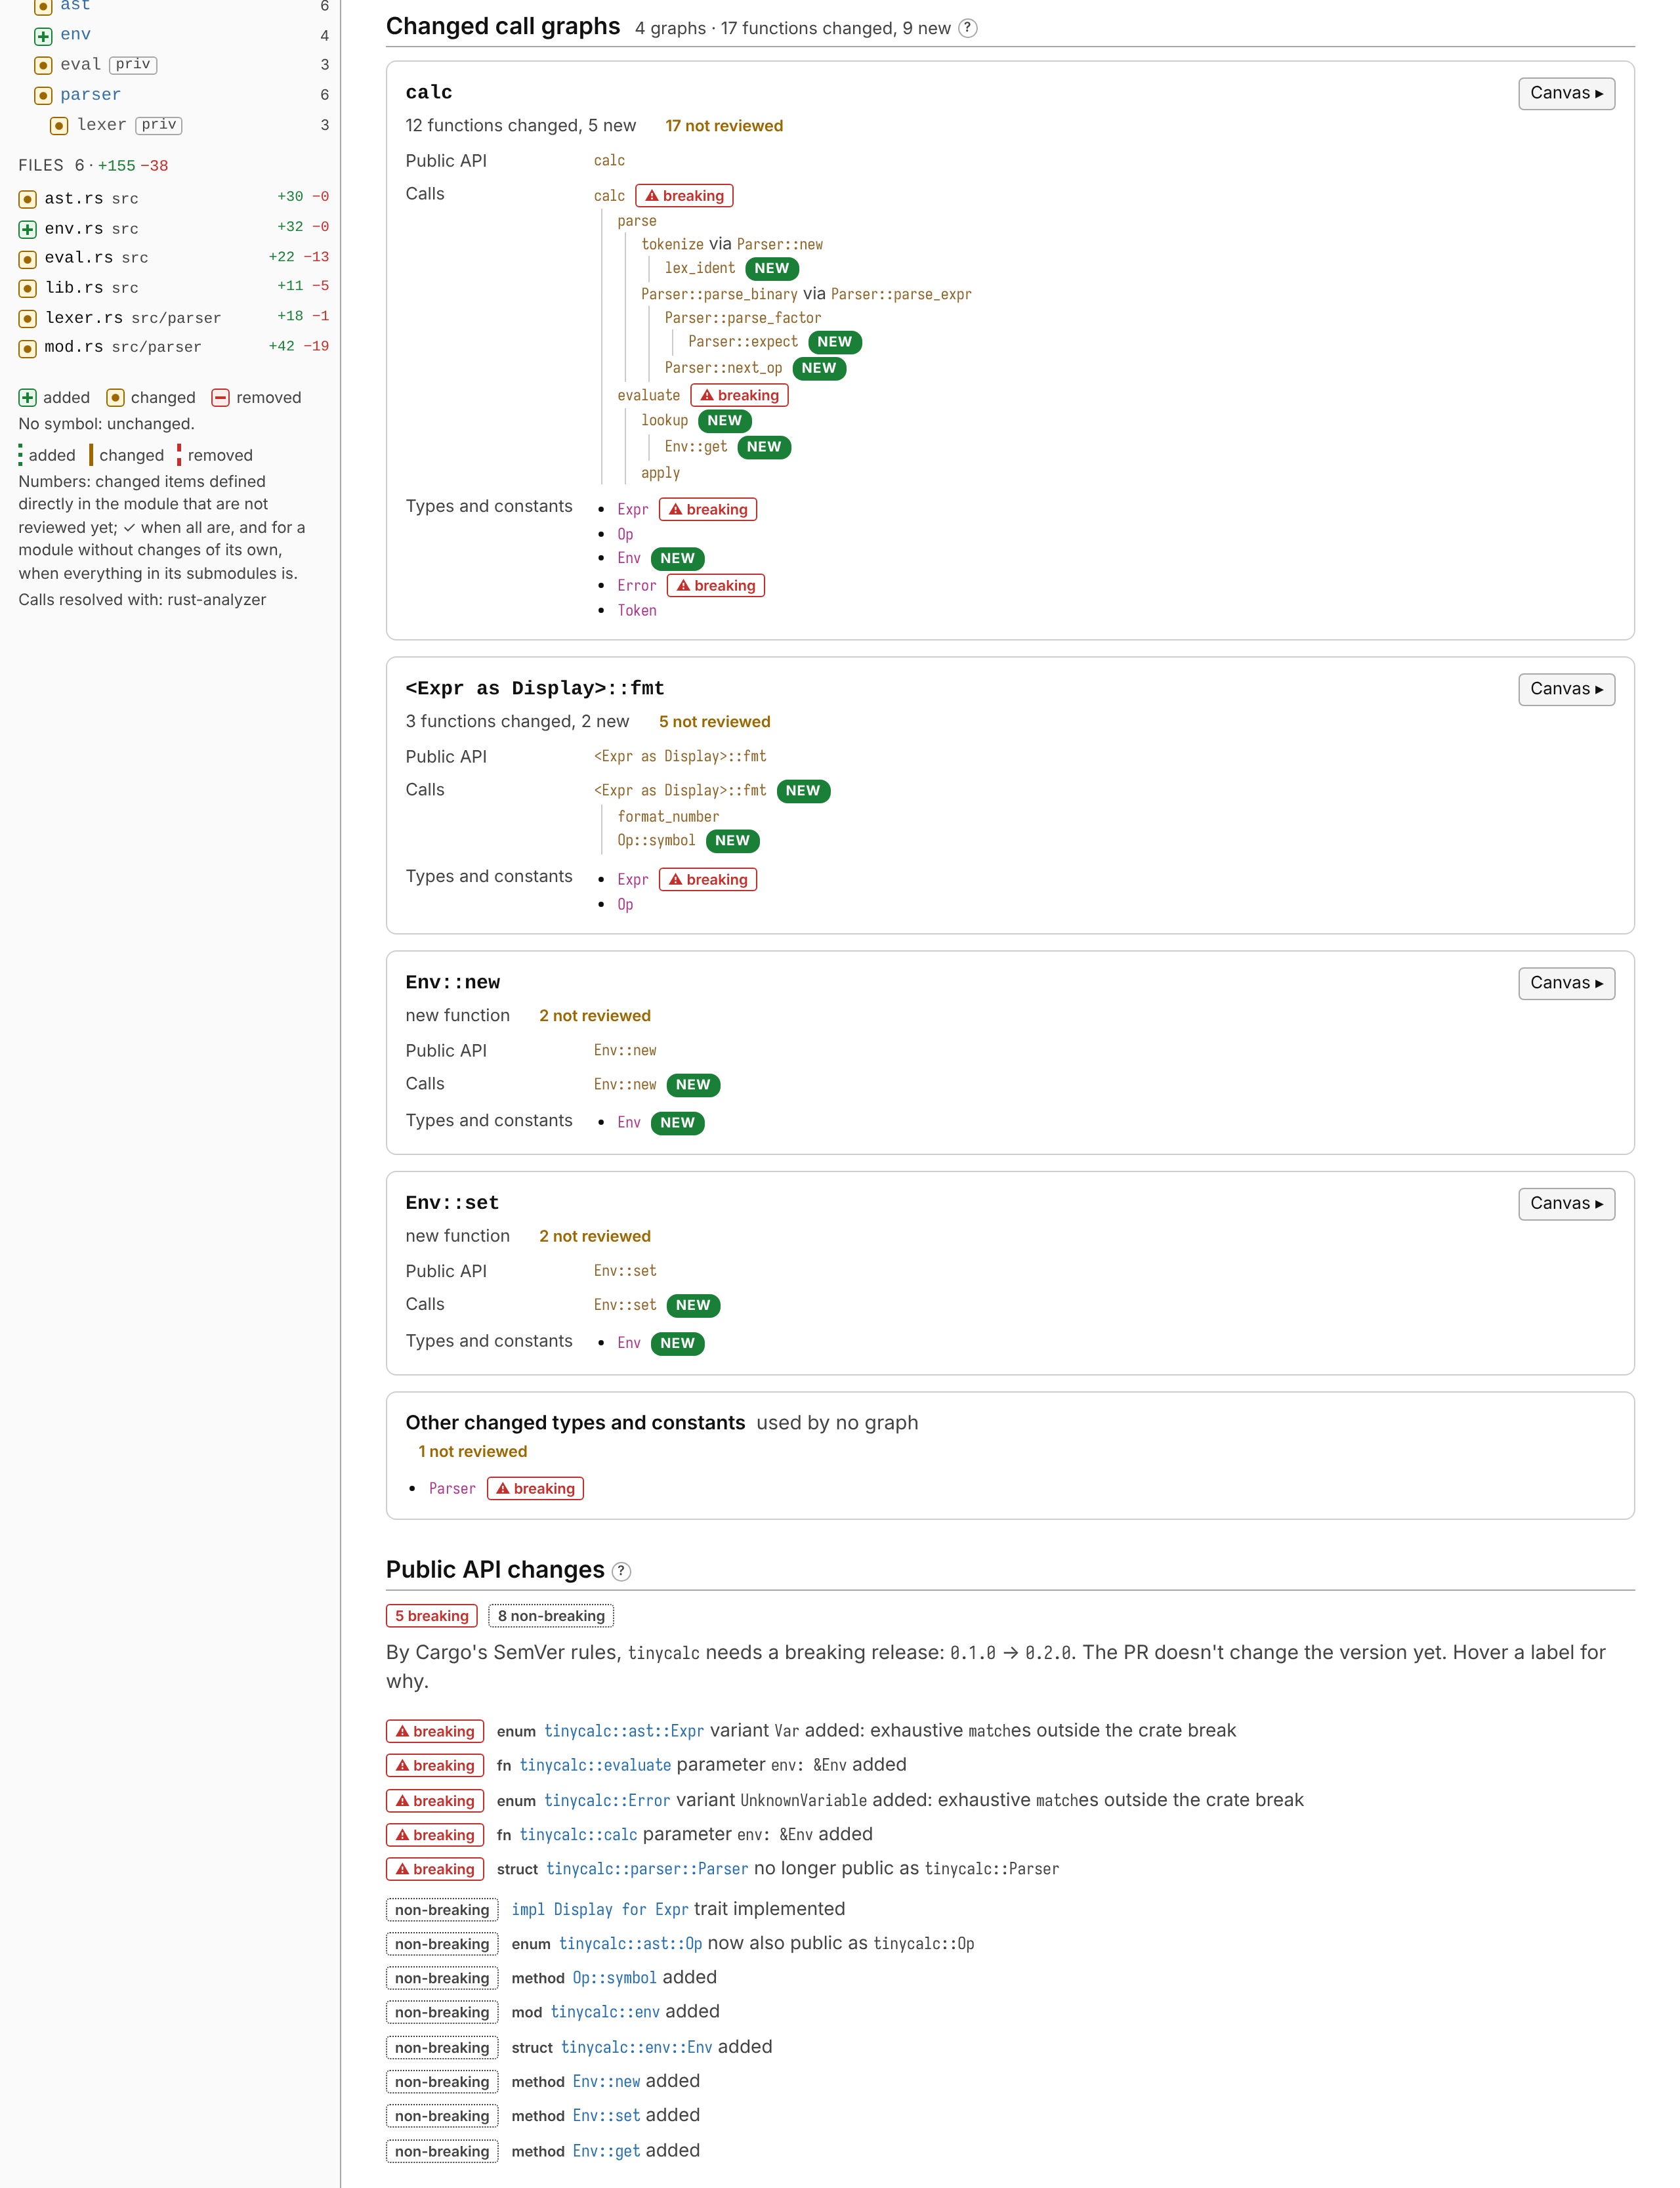 ast 6
env 4
eval priv 3
parser 6
lexer priv 3
FILES 6 · +155 −38
ast.rs src +30 −0
env.rs src +32 −0
eval.rs src +22 −13
lib.rs src +11 −5
lexer.rs src/parser +18 −1
mod.rs src/parser +42 −19
added changed removed
No symbol: unchanged.
added changed removed
Numbers: changed items defined
directly in the module that are not
reviewed yet; ✓ when all are, and for a
module without changes of its own,
when everything in its submodules is.
Calls resolved with: rust-analyzer
Changed call graphs 4 graphs · 17 functions changed, 9 new ?
calc Canvas ▸
12 functions changed, 5 new 17 not reviewed
Public API calc
Calls calc ⚠ breaking
parse
tokenize via Parser::new
lex_ident NEW
Parser::parse_binary via Parser::parse_expr
Parser::parse_factor
Parser::expect NEW
Parser::next_op NEW
evaluate ⚠ breaking
lookup NEW
Env::get NEW
apply
Types and constants • Expr ⚠ breaking
• Op
• Env NEW
• Error ⚠ breaking
• Token
<Expr as Display>::fmt Canvas ▸
3 functions changed, 2 new 5 not reviewed
Public API <Expr as Display>::fmt
Calls <Expr as Display>::fmt NEW
format_number
Op::symbol NEW
Types and constants • Expr ⚠ breaking
• Op
Env::new Canvas ▸
new function 2 not reviewed
Public API Env::new
Calls Env::new NEW
Types and constants • Env NEW
Env::set Canvas ▸
new function 2 not reviewed
Public API Env::set
Calls Env::set NEW
Types and constants • Env NEW
Other changed types and constants used by no graph
1 not reviewed
• Parser ⚠ breaking
Public API changes ?
5 breaking 8 non-breaking
By Cargo's SemVer rules, tinycalc needs a breaking release: 0.1.0 → 0.2.0. The PR doesn't change the version yet. Hover a label for
why.
⚠ breaking enum tinycalc::ast::Expr variant Var added: exhaustive matches outside the crate break
⚠ breaking fn tinycalc::evaluate parameter env: &Env added
⚠ breaking enum tinycalc::Error variant UnknownVariable added: exhaustive matches outside the crate break
⚠ breaking fn tinycalc::calc parameter env: &Env added
⚠ breaking struct tinycalc::parser::Parser no longer public as tinycalc::Parser
non-breaking impl Display for Expr trait implemented
non-breaking enum tinycalc::ast::Op now also public as tinycalc::Op
non-breaking method Op::symbol added
non-breaking mod tinycalc::env added
non-breaking struct tinycalc::env::Env added
non-breaking method Env::new added
non-breaking method Env::set added
non-breaking method Env::get added